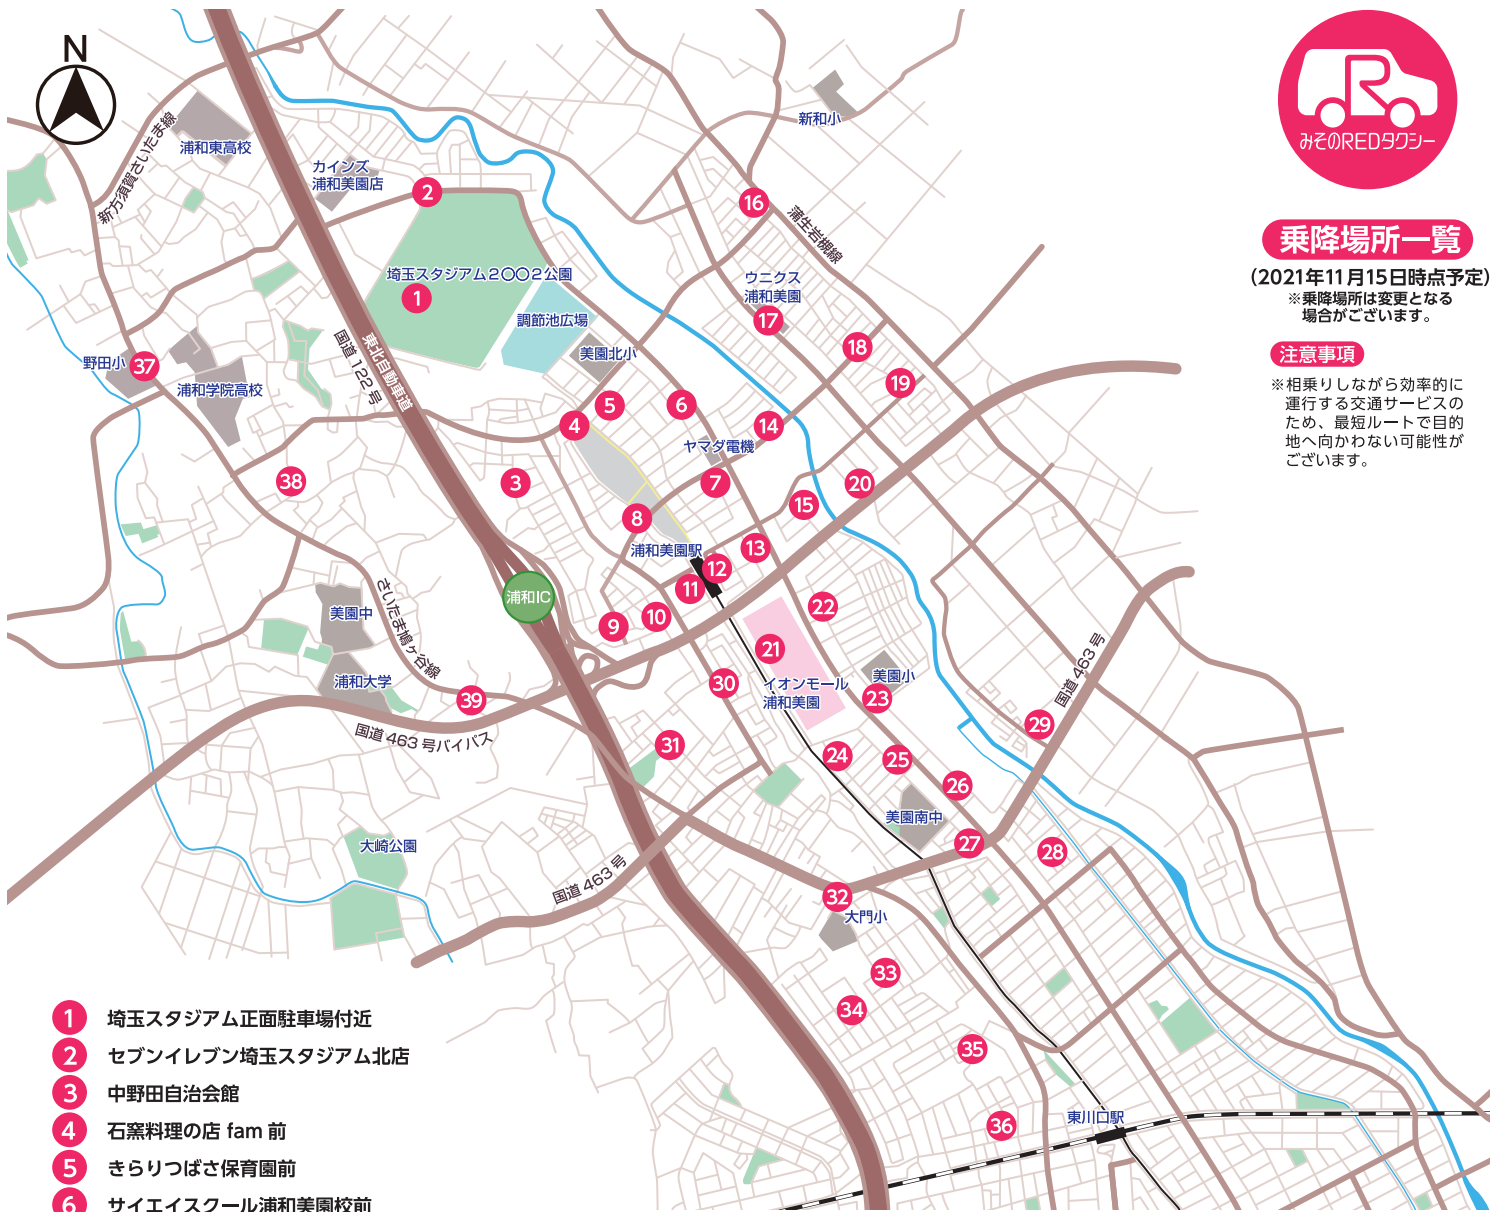 N
みそのREDタクシー
乗降場所一覧
(2021年11月15日時点予定)
※乗降場所は変更となる
場合がございます。
注意事項
※相乗りしながら効率的に
運行する交通サービスの
ため、最短ルートで目的
地へ向かわない可能性が
ございます。
新和小
浦和東高校
新方須賀さいたま線
カインズ
浦和美園店
2
16
蒲生岩槻線
埼玉スタジアム2〇〇2公園
1
ウニクス
浦和美園
17
調節池広場
国道122号
東北自動車道
美園北小
18
野田小
37
浦和学院高校
19
5
6
4
14
ヤマダ電機
38
3
7
20
15
8
浦和美園駅
13
12
11
浦和IC
美園中
さいたま鳩ヶ谷線
10
9
22
21
国道463号
浦和大学
美園小
イオンモール
浦和美園
30
23
39
国道463号バイパス
29
31
24
25
26
美園南中
大崎公園
27
28
国道463号
32
大門小
33
34
35
36
東川口駅
1 埼玉スタジアム正面駐車場付近
2 セブンイレブン埼玉スタジアム北店
3 中野田自治会館
4 石窯料理の店 fam 前
5 きらりつばさ保育園前
6 サイエイスクール浦和美園校前